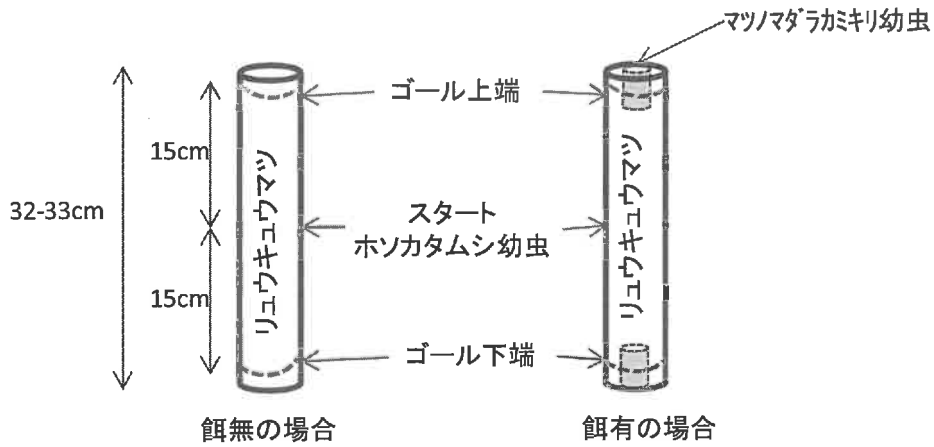 マツノマダラカミキリ幼虫
ゴール上端
15cm
リュウキュウマツ
リュウキュウマツ
32-33cm
スタート
ホソカタムシ幼虫
15cm
ゴール下端
餌無の場合
餌有の場合